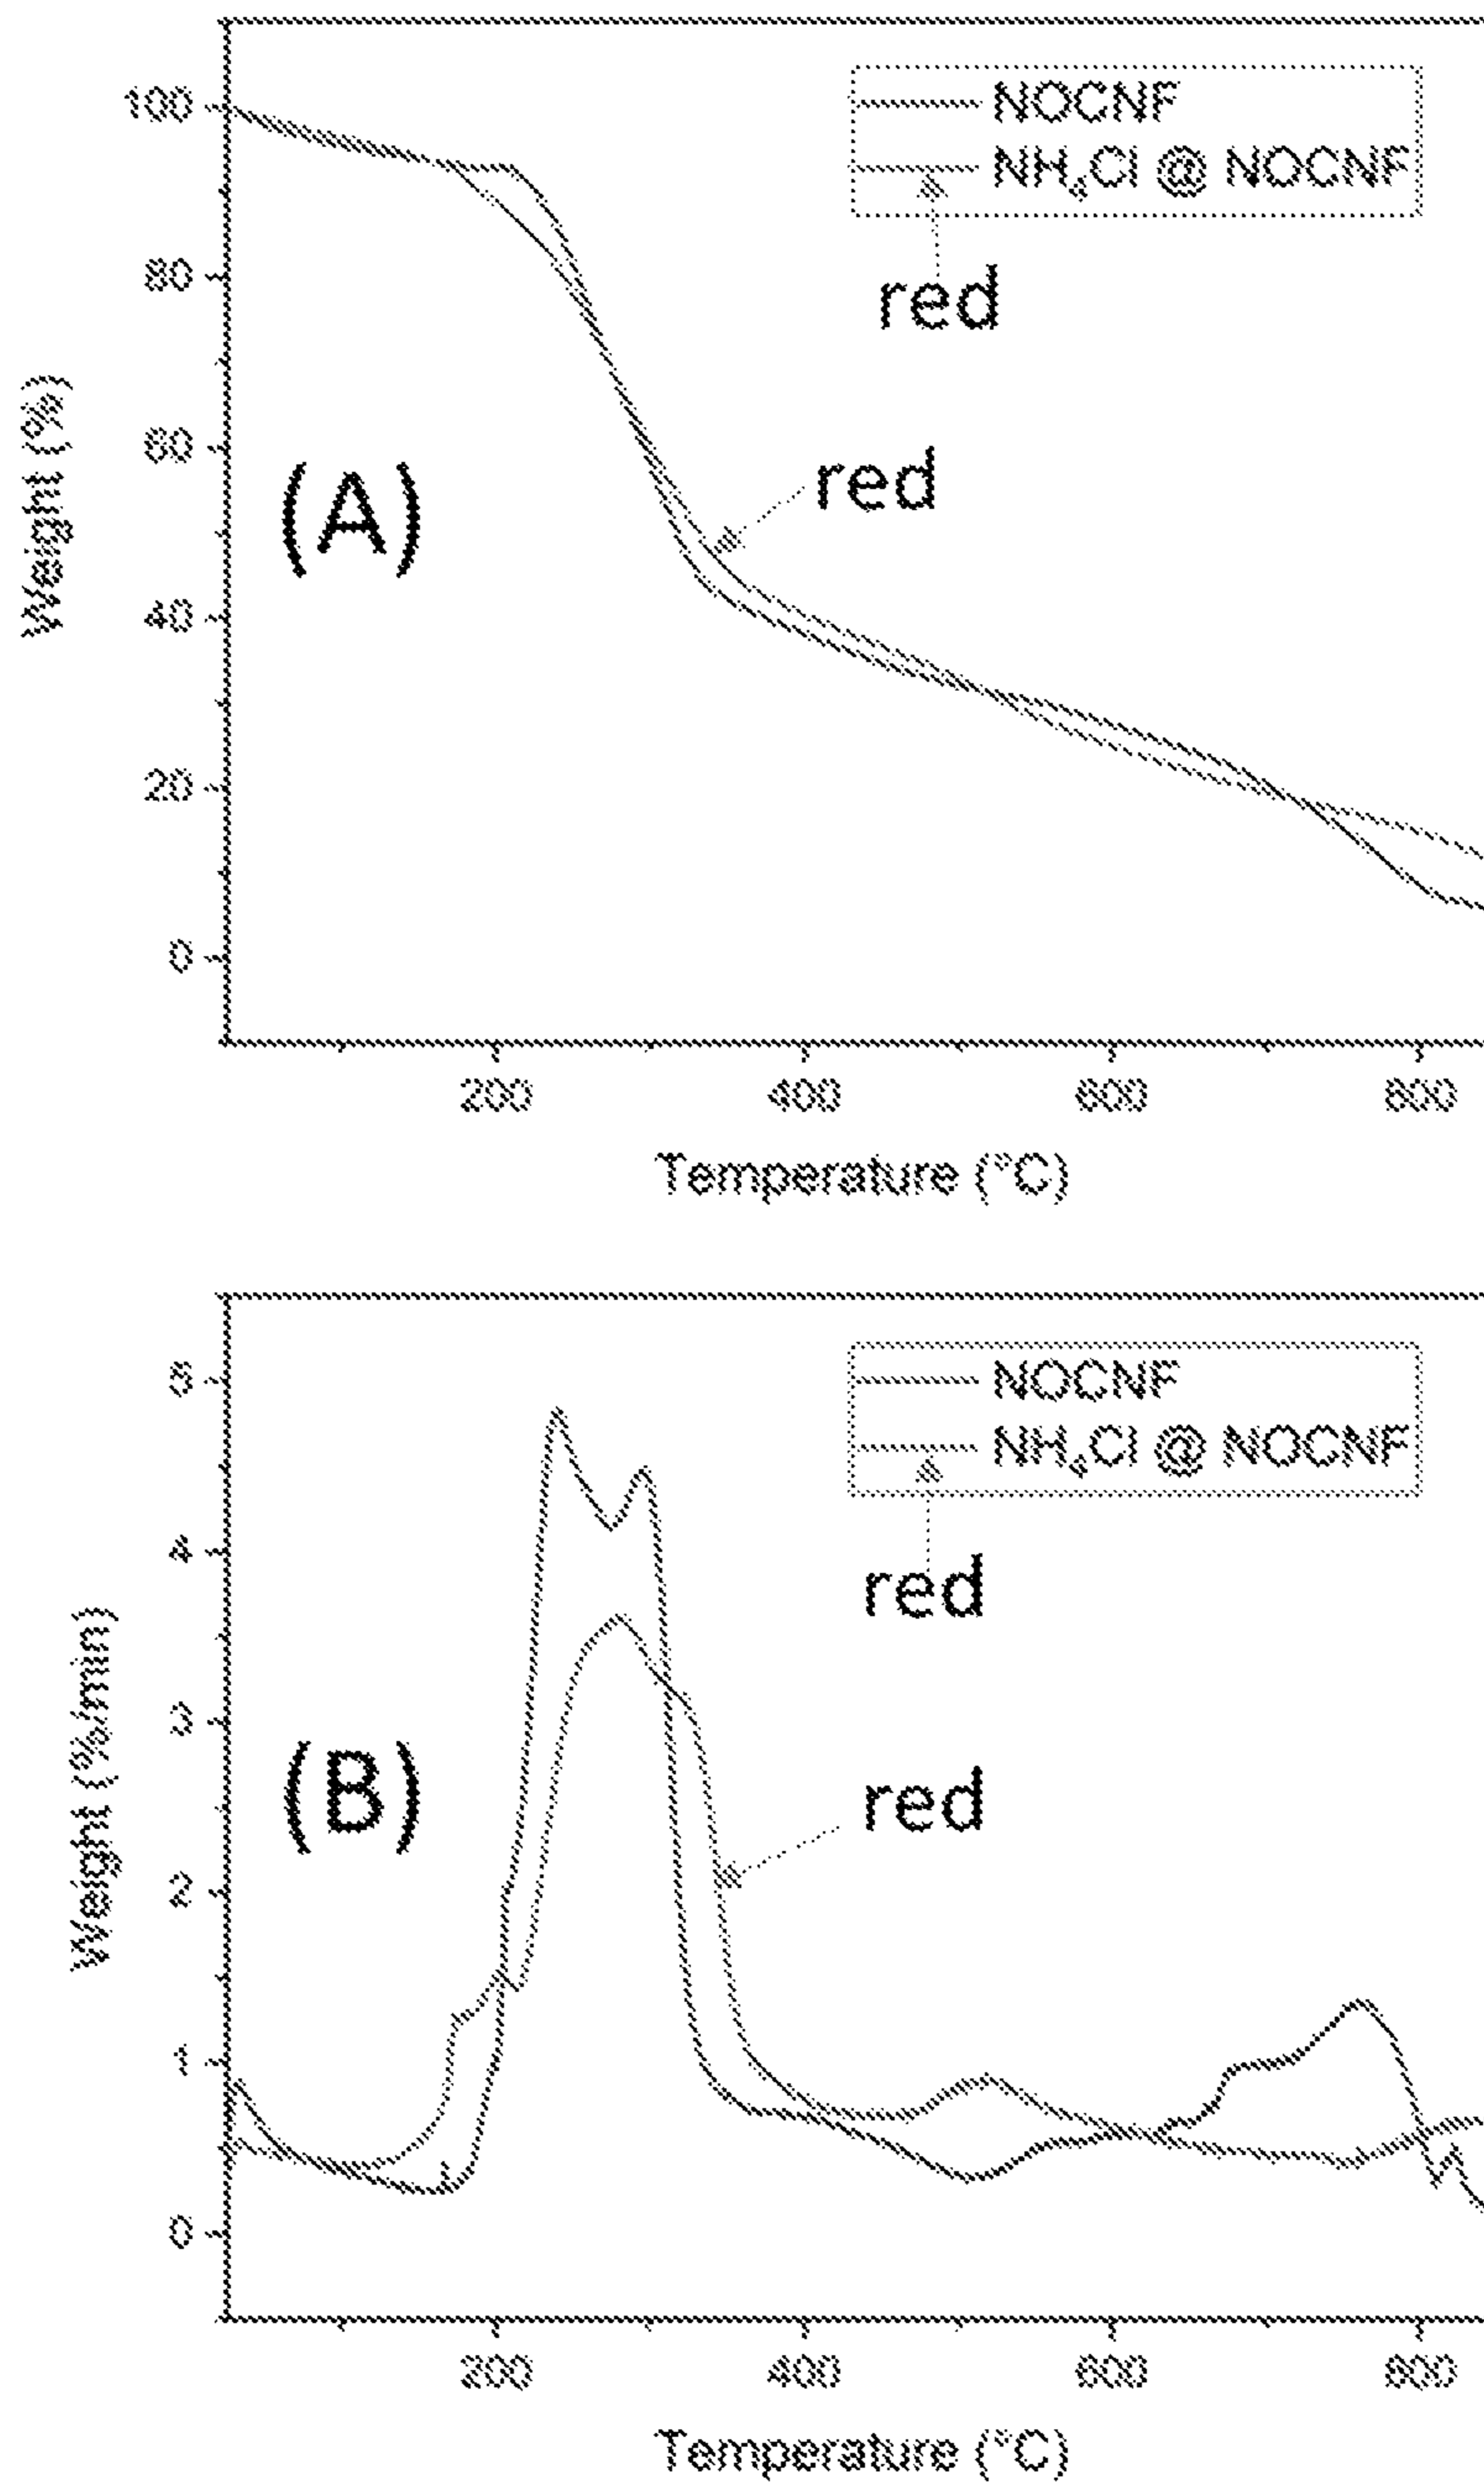 NOCNF
NH₄Cl @ NOCNF
red
red
(A)
Weight (%)
100
80
60
40
20
0
200 400 600 800
Temperature (°C)
NOCNF
NH₄Cl @ NOCNF
red
red
(B)
Weight (%/min)
5
4
3
2
1
0
200 400 600 800
Temperature (°C)